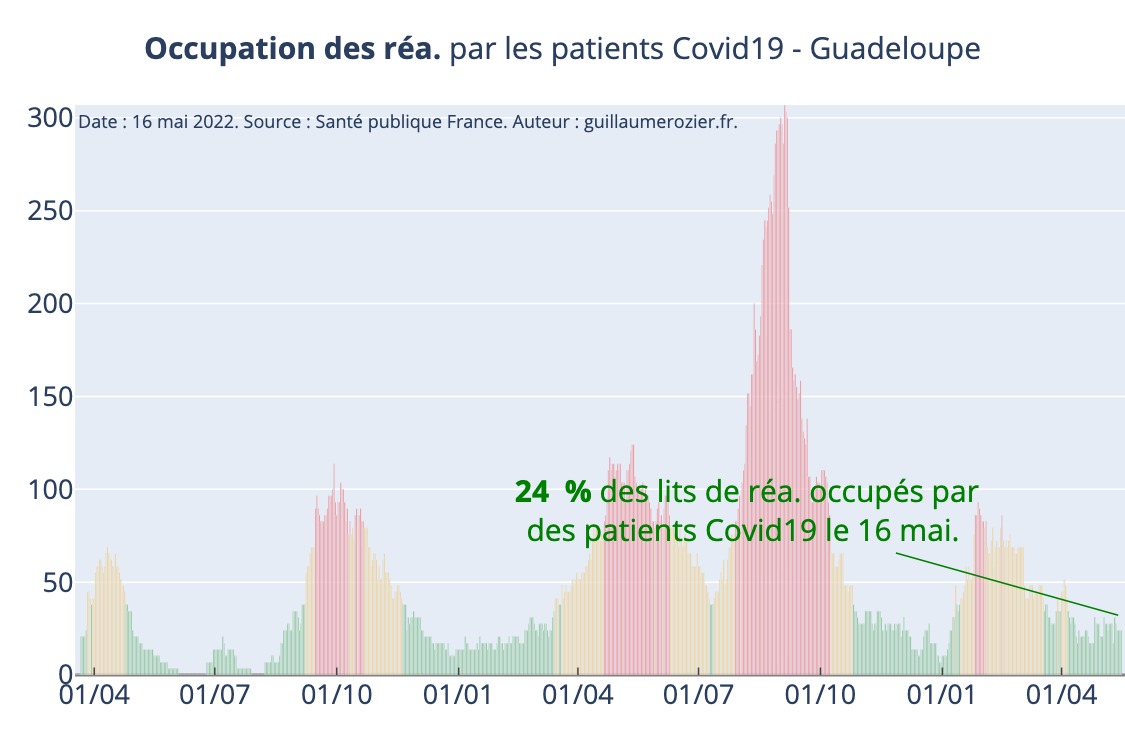 Occupation des réa. par les patients Covid19 - Guadeloupe
300
Date : 16 mai 2022. Source : Santé publique France. Auteur : guillaumerozier.fr.
250
200
150
100
24 % des lits de réa. occupés par
des patients Covid19 le 16 mai.
50
0
01/04 01/07 01/10 01/01 01/04 01/07 01/10 01/01 01/04